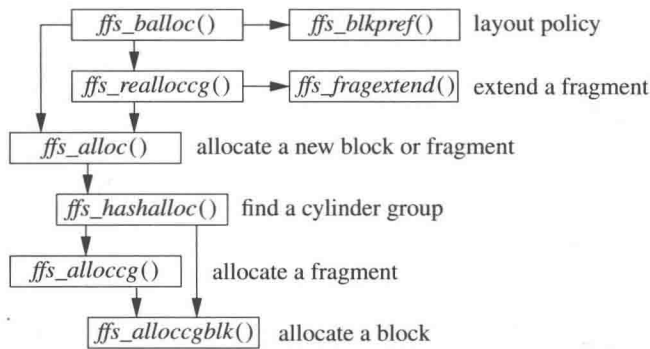 ffs_balloc() ffs_blkpref() layout policy
ffs_realloccg() ffs_fragextend() extend a fragment
ffs_alloc() allocate a new block or fragment
ffs_hashalloc() find a cylinder group
ffs_alloccg() allocate a fragment
ffs_alloccgblk() allocate a block